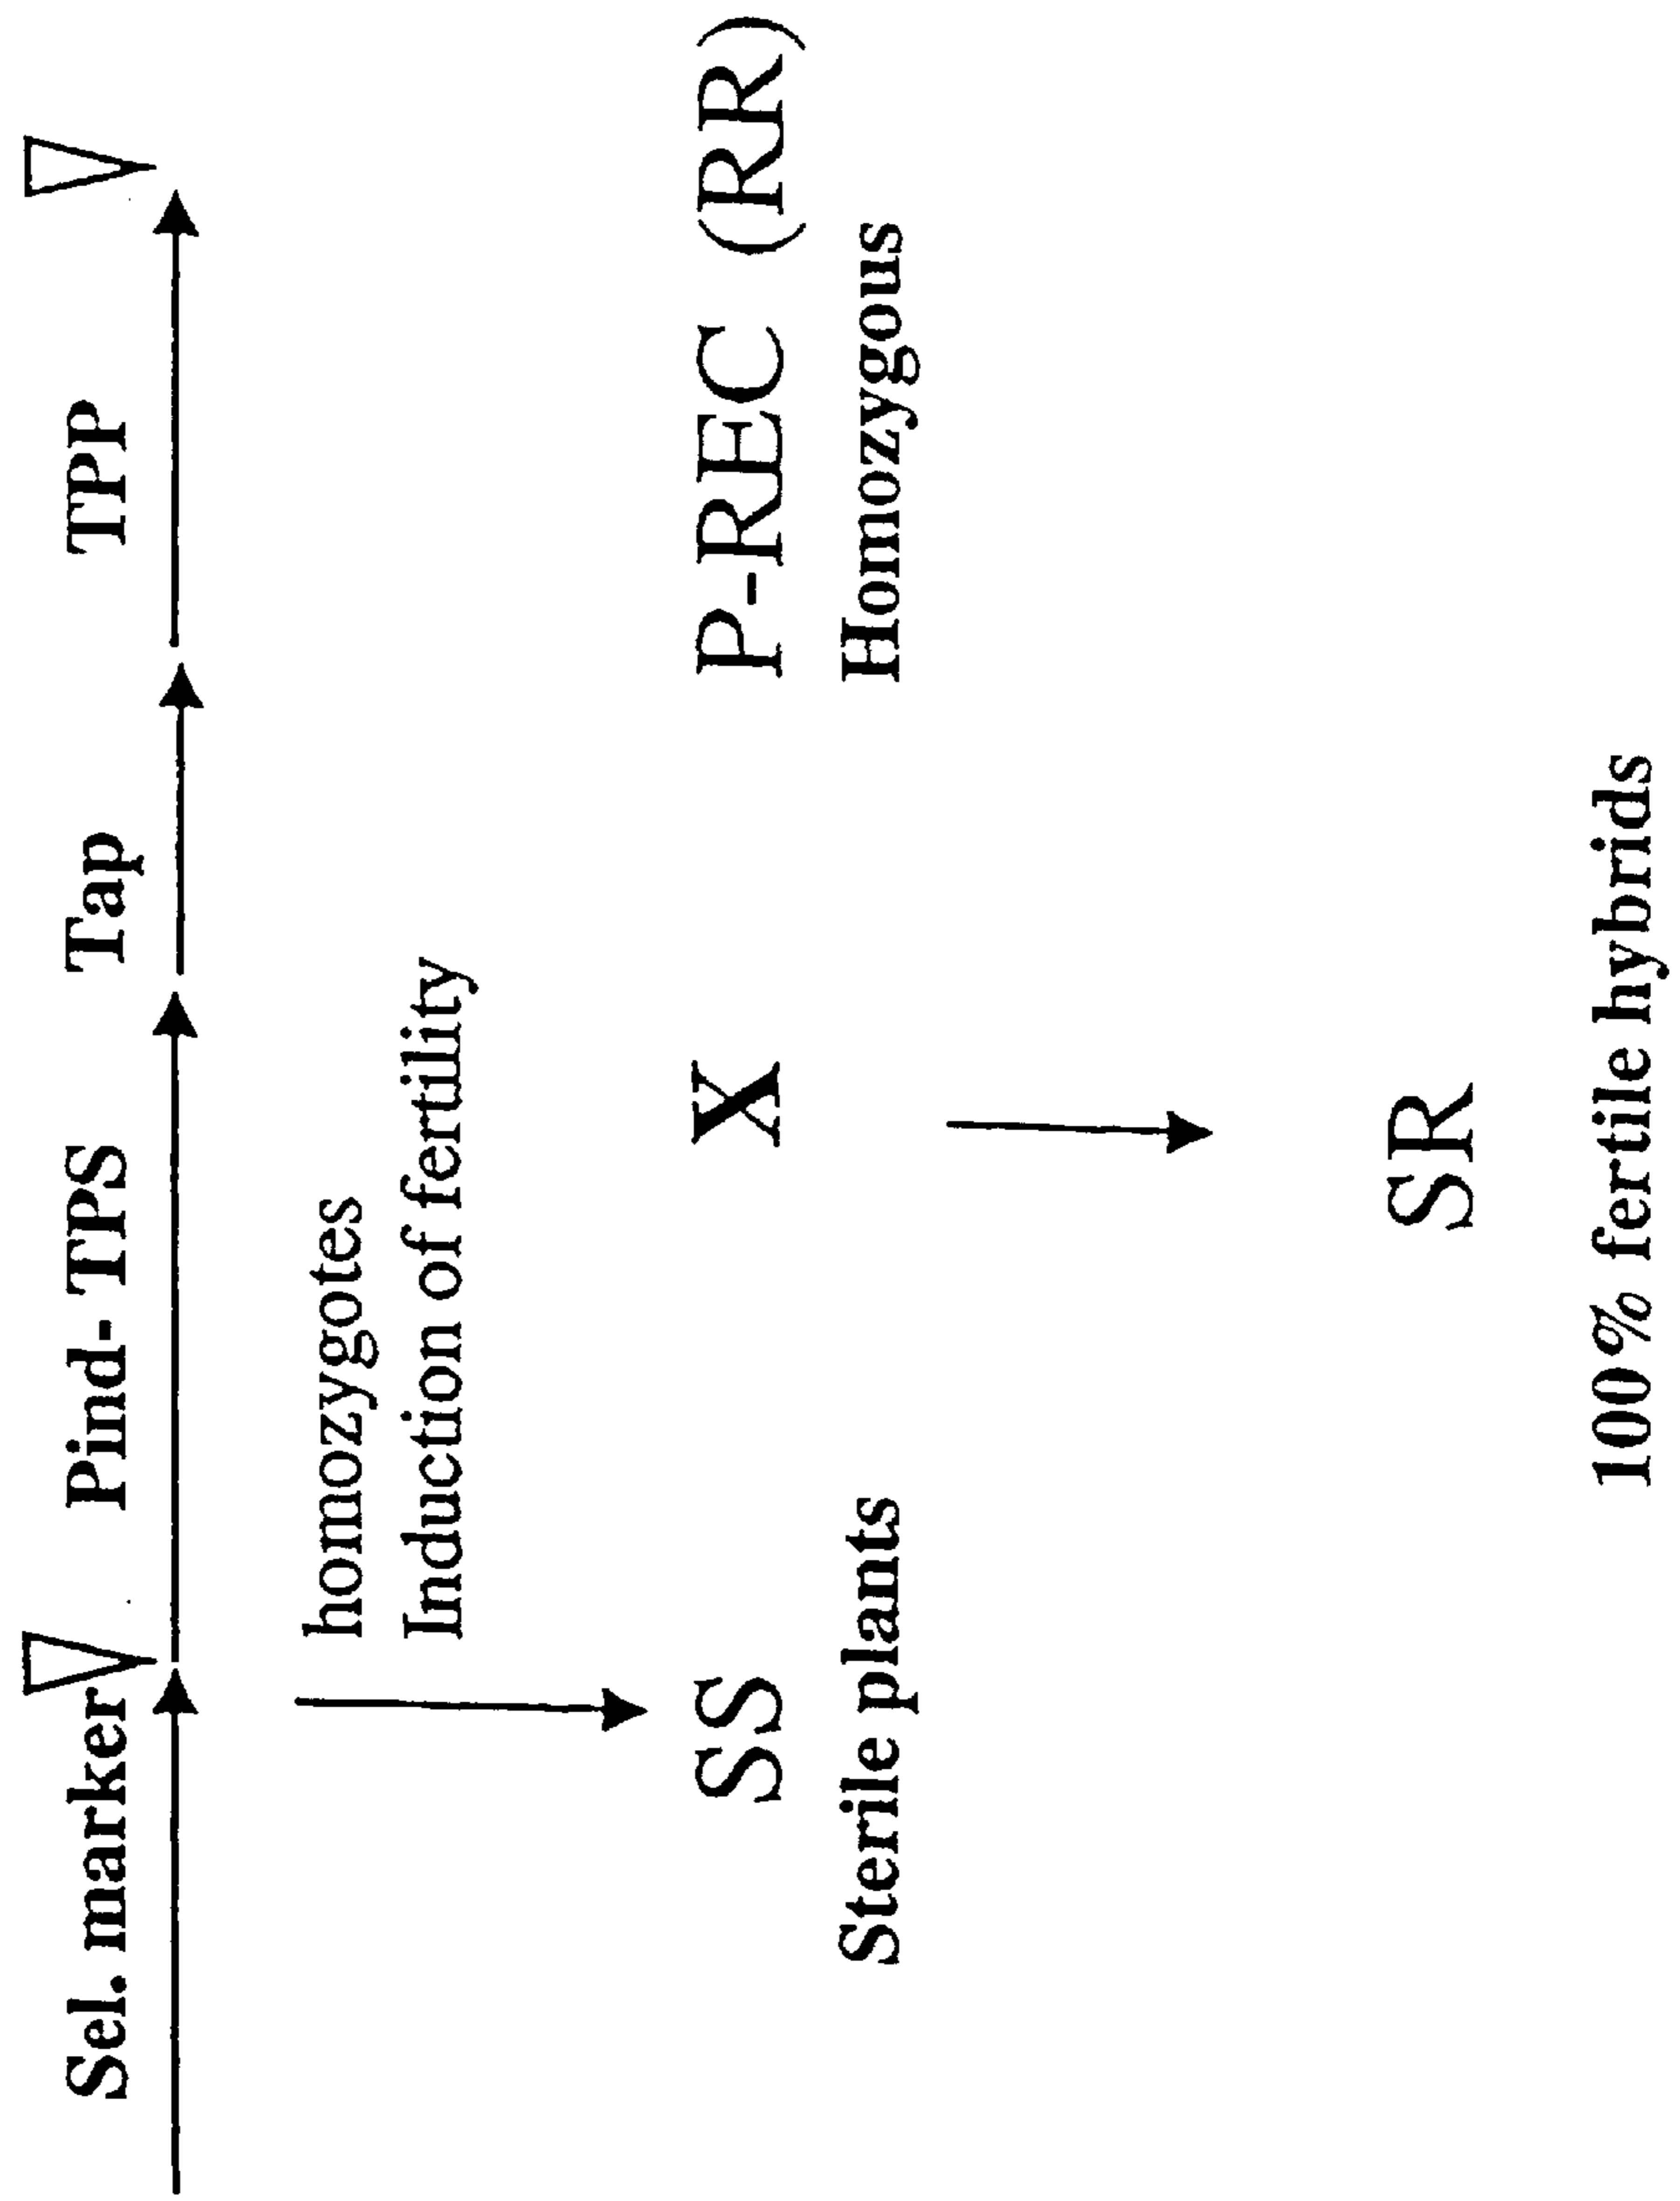 Sel. marker Pind- TPS Tap TPP
homozygotes
Induction of fertility
SS X P-REC (RR)
Sterile plants Homozygous
SR
100% fertile hybrids